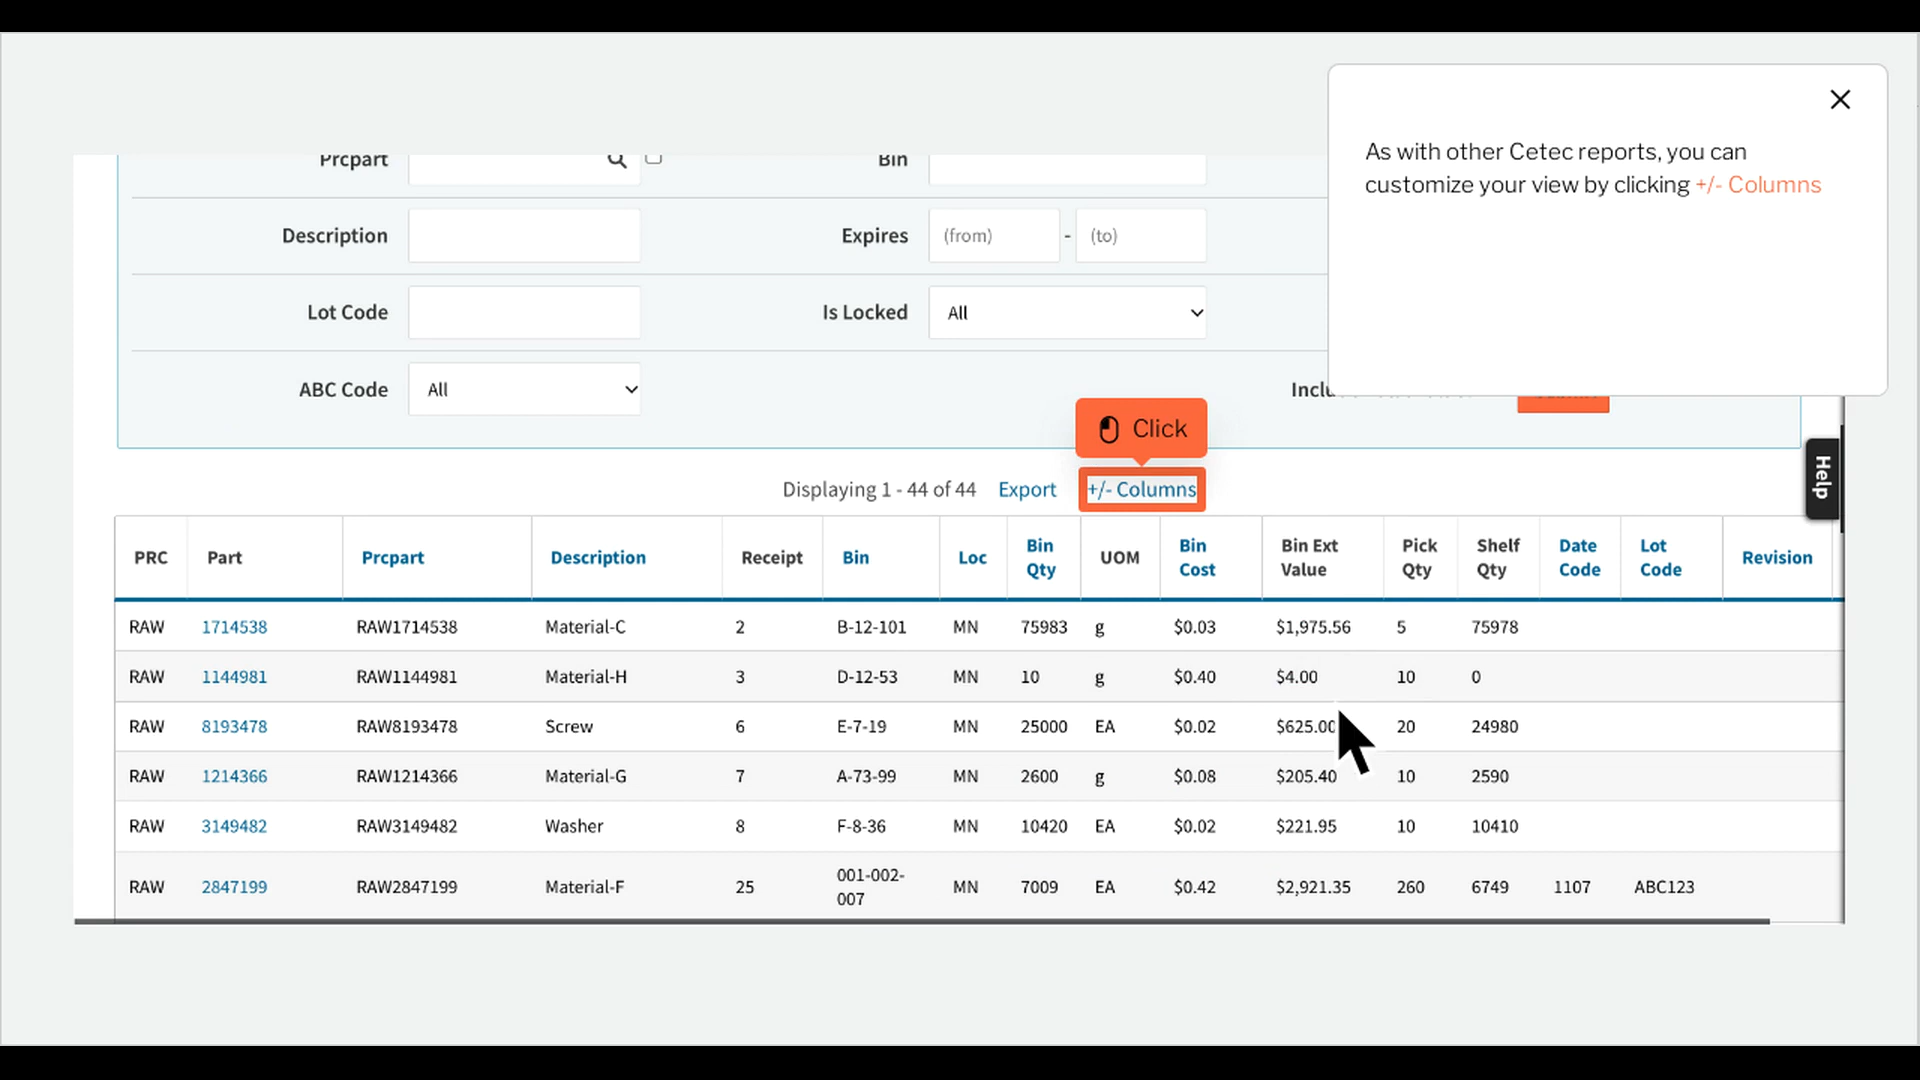 As with other Cetec reports, you can
customize your view by clicking +/- Columns
Prcpart Bin
Description Expires (from) - (to)
Lot Code Is Locked All
ABC Code All
Click
Displaying 1 - 44 of 44 Export +/- Columns
Help
PRC Part Prcpart Description Receipt Bin Loc Bin Qty UOM Bin Cost Bin Ext Value Pick Qty Shelf Qty Date Code Lot Code Revision
RAW 1714538 RAW1714538 Material-C 2 B-12-101 MN 75983 g $0.03 $1,975.56 5 75978
RAW 1144981 RAW1144981 Material-H 3 D-12-53 MN 10 g $0.40 $4.00 10 0
RAW 8193478 RAW8193478 Screw 6 E-7-19 MN 25000 EA $0.02 $625.00 20 24980
RAW 1214366 RAW1214366 Material-G 7 A-73-99 MN 2600 g $0.08 $205.40 10 2590
RAW 3149482 RAW3149482 Washer 8 F-8-36 MN 10420 EA $0.02 $221.95 10 10410
RAW 2847199 RAW2847199 Material-F 25 001-002-007 MN 7009 EA $0.42 $2,921.35 260 6749 1107 ABC123